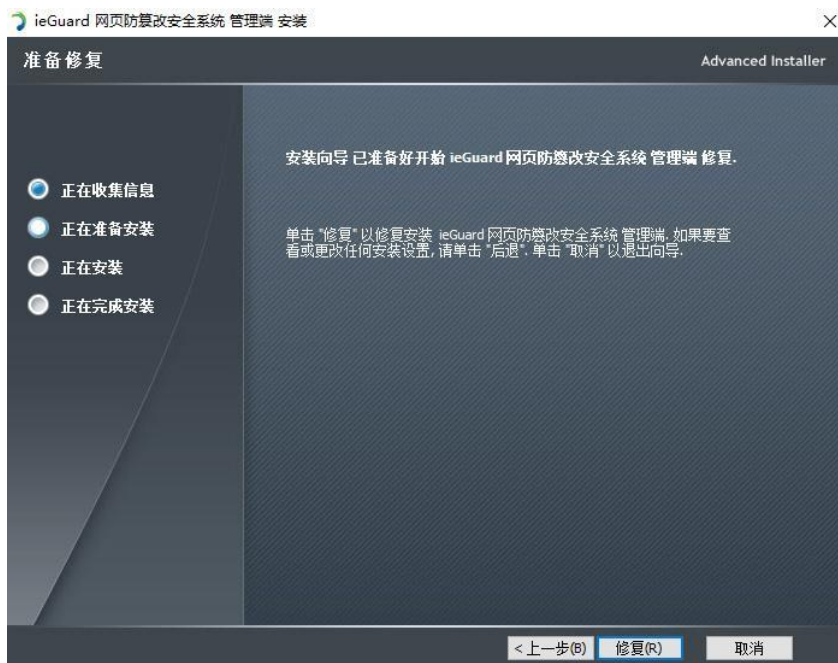 ieGuard 网页防篡改安全系统 管理端 安装
准备修复
Advanced Installer
安装向导 已准备好开始 ieGuard 网页防篡改安全系统 管理端 修复.
正在收集信息
正在准备安装
正在安装
正在完成安装
单击 "修复" 以修复安装 ieGuard 网页防篡改安全系统 管理端. 如果要查
看或更改任何安装设置, 请单击 "后退". 单击 "取消" 以退出向导.
< 上一步(B)
修复(R)
取消